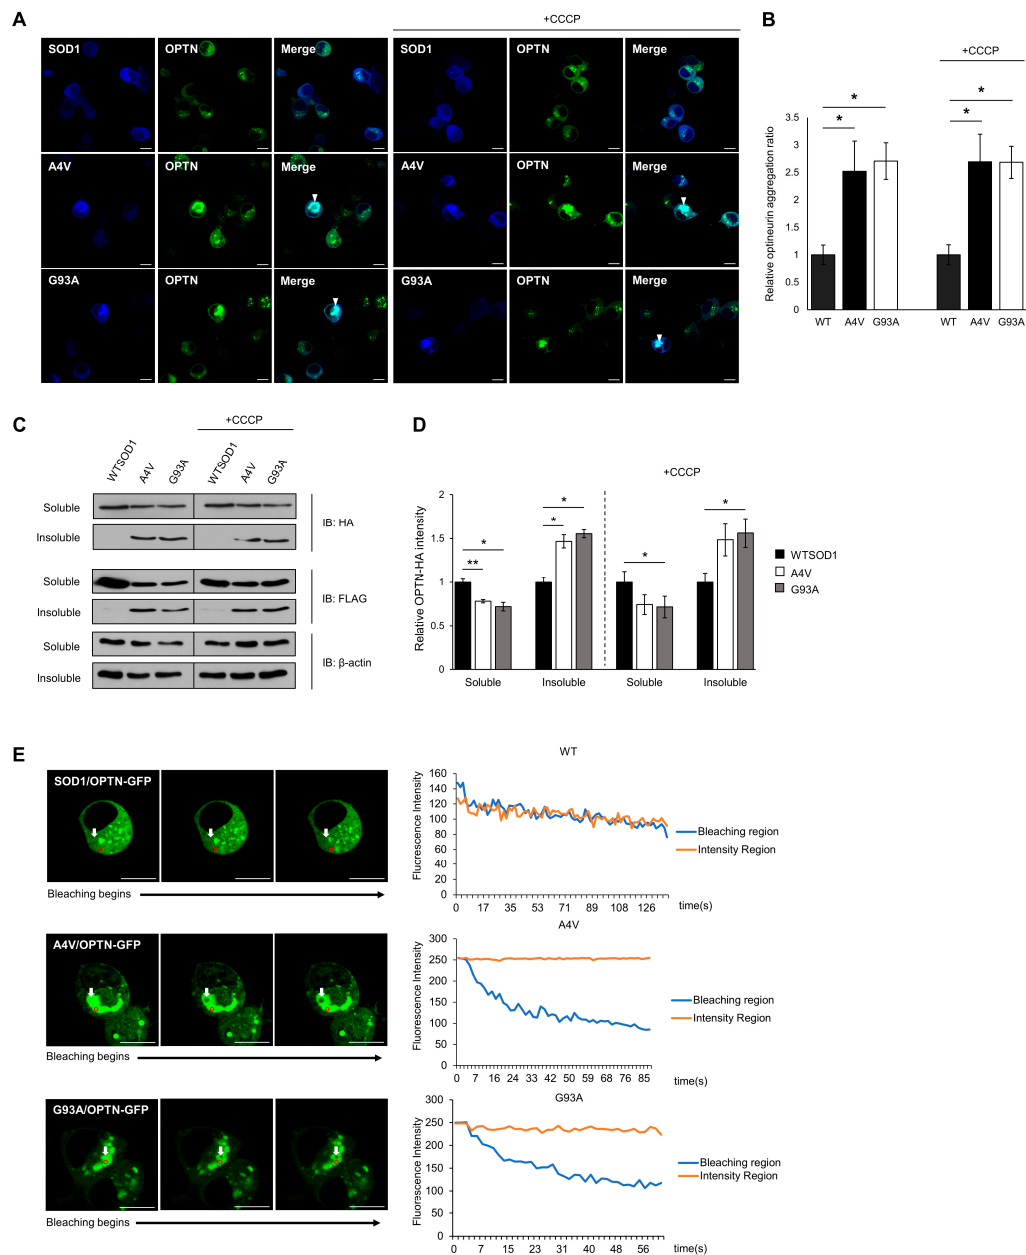 A
+CCCP
SOD1 OPTN Merge SOD1 OPTN Merge
A4V OPTN Merge A4V OPTN Merge
G93A OPTN Merge G93A OPTN Merge
B
+CCCP
* * * *
Relative optineurin aggregation ratio
3.5
3
2.5
2
1.5
1
0.5
0
WT A4V G93A WT A4V G93A
C
+CCCP
WTSOD1 A4V G93A WTSOD1 A4V G93A
Soluble
Insoluble
IB: HA
Soluble
Insoluble
IB: FLAG
Soluble
Insoluble
IB: β-actin
D
+CCCP
Relative OPTN-HA intensity
2
1.5
1
0.5
0
* ** * * * *
Soluble Insoluble Soluble Insoluble
WTSOD1
A4V
G93A
E
SOD1/OPTN-GFP
Bleaching begins
WT
Fluorescence Intensity
160
140
120
100
80
60
40
20
0
0 17 35 53 71 89 108 126
time(s)
Bleaching region
Intensity Region
A4V/OPTN-GFP
Bleaching begins
A4V
Fluorescence Intensity
300
250
200
150
100
50
0
0 7 16 24 33 42 50 59 68 76 85
time(s)
Bleaching region
Intensity Region
G93A/OPTN-GFP
Bleaching begins
G93A
Fluorescence Intensity
300
250
200
150
100
50
0
0 7 15 23 31 40 48 56
time(s)
Bleaching region
Intensity Region